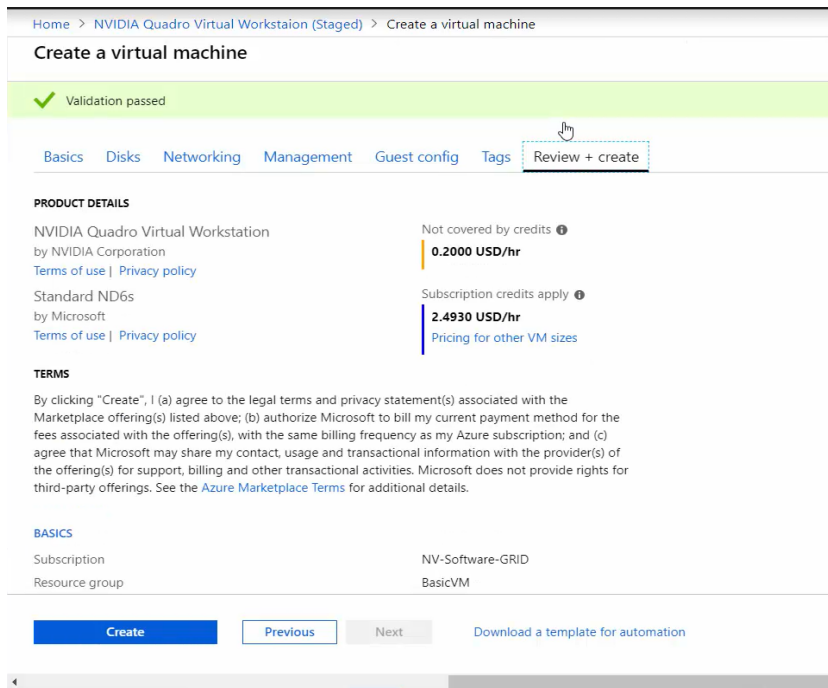 Home > NVIDIA Quadro Virtual Workstaion (Staged) > Create a virtual machine
Create a virtual machine
Validation passed
Basics Disks Networking Management Guest config Tags Review + create
PRODUCT DETAILS
NVIDIA Quadro Virtual Workstation
by NVIDIA Corporation
Terms of use | Privacy policy
Not covered by credits
0.2000 USD/hr
Standard ND6s
by Microsoft
Terms of use | Privacy policy
Subscription credits apply
2.4930 USD/hr
Pricing for other VM sizes
TERMS
By clicking "Create", I (a) agree to the legal terms and privacy statement(s) associated with the
Marketplace offering(s) listed above; (b) authorize Microsoft to bill my current payment method for the
fees associated with the offering(s), with the same billing frequency as my Azure subscription; and (c)
agree that Microsoft may share my contact, usage and transactional information with the provider(s) of
the offering(s) for support, billing and other transactional activities. Microsoft does not provide rights for
third-party offerings. See the Azure Marketplace Terms for additional details.
BASICS
Subscription NV-Software-GRID
Resource group BasicVM
Create Previous Next Download a template for automation